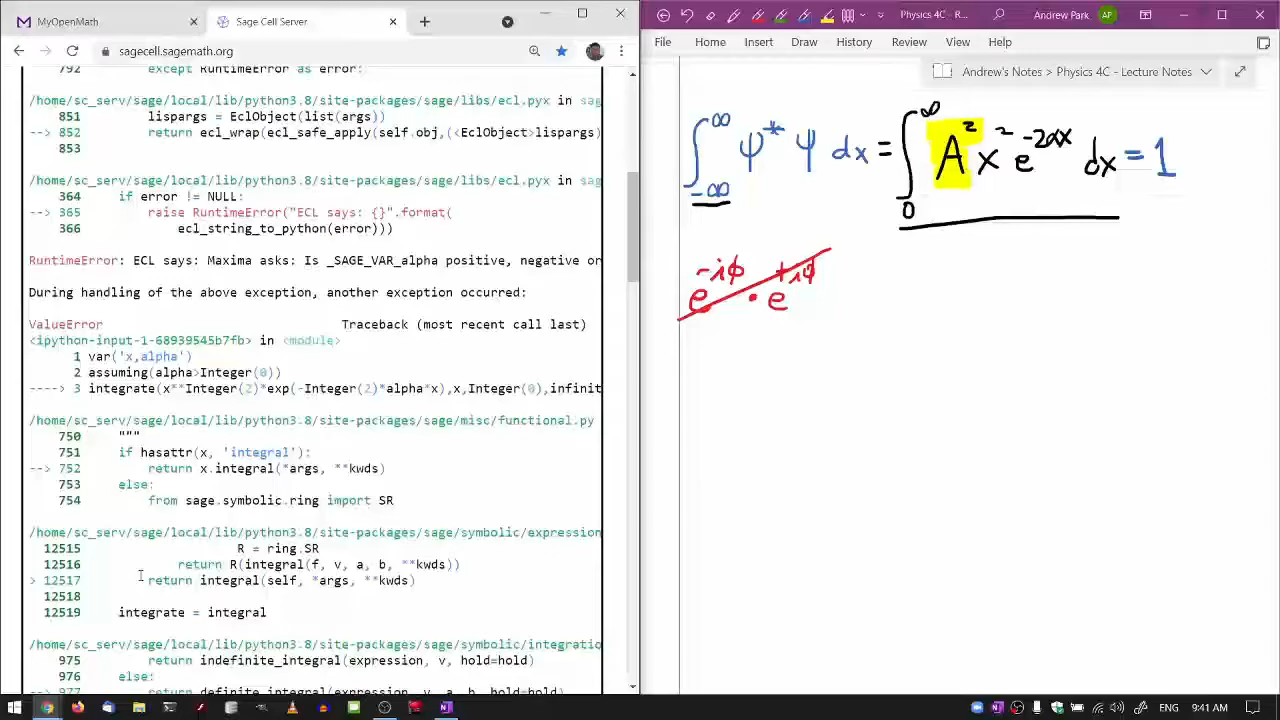 MyOpenMath
Sage Cell Server
sagecell.sagemath.org
792 except RuntimeError as error:
/home/sc_serv/sage/local/lib/python3.8/site-packages/sage/libs/ecl.pyx in sag
851 lispargs = EclObject(list(args))
--> 852 return ecl_wrap(ecl_safe_apply(self.obj,(<EclObject>lispargs)
853
/home/sc_serv/sage/local/lib/python3.8/site-packages/sage/libs/ecl.pyx in sag
364 if error != NULL:
--> 365 raise RuntimeError("ECL says: {}".format(
366 ecl_string_to_python(error)))
RuntimeError: ECL says: Maxima asks: Is _SAGE_VAR_alpha positive, negative or
During handling of the above exception, another exception occurred:
ValueError Traceback (most recent call last)
<ipython-input-1-68939545b7fb> in <module>
1 var('x,alpha')
2 assuming(alpha>Integer(0))
----> 3 integrate(x**Integer(2)*exp(-Integer(2)*alpha*x),x,Integer(0),infinit
/home/sc_serv/sage/local/lib/python3.8/site-packages/sage/misc/functional.py
750 """
751 if hasattr(x, 'integral'):
--> 752 return x.integral(*args, **kwds)
753 else:
754 from sage.symbolic.ring import SR
/home/sc_serv/sage/local/lib/python3.8/site-packages/sage/symbolic/expression
12515 R = ring.SR
12516 return R(integral(f, v, a, b, **kwds))
> 12517 return integral(self, *args, **kwds)
12518
12519 integrate = integral
/home/sc_serv/sage/local/lib/python3.8/site-packages/sage/symbolic/integratio
975 return indefinite_integral(expression, v, hold=hold)
976 else:
--> 977 return definite_integral(expression, v, a, b, hold=hold)
Physics 4C - L... Andrew Park AP
File Home Insert Draw History Review View Help
Andrew's Notes > Physics 4C - Lecture Notes
∫_{-∞}^{∞} ψ* ψ dx = ∫_0^∞ A² x² e^{-2αx} dx = 1
e^{-iφ} · e^{+iφ}
ENG 9:41 AM